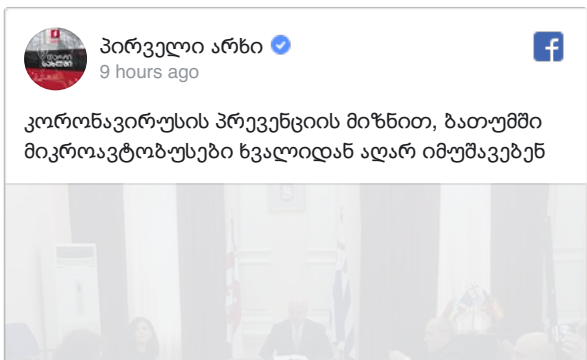 პირველი არხი
9 hours ago
კორონავირუსის პრევენციის მიზნით, ბათუმში
მიკროავტობუსები ხვალიდან აღარ იმუშავებენ